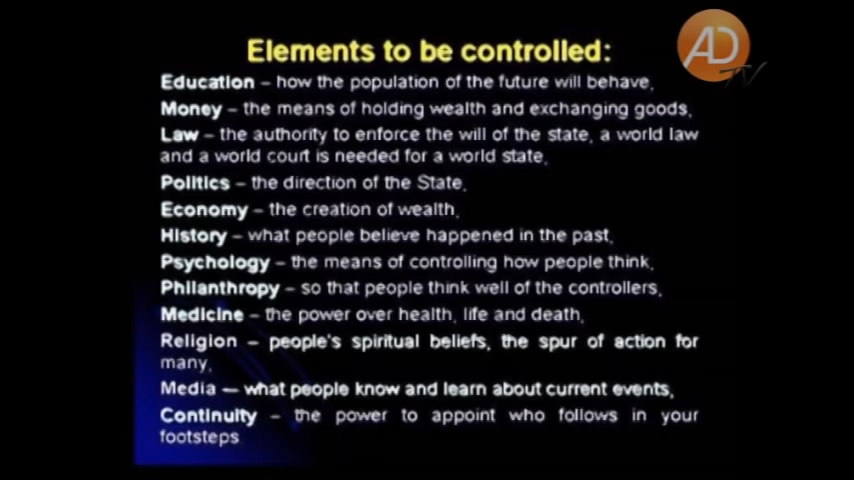 Elements to be controlled:
Education – how the population of the future will behave,
Money – the means of holding wealth and exchanging goods,
Law – the authority to enforce the will of the state, a world law
and a world court is needed for a world state,
Politics – the direction of the State,
Economy – the creation of wealth,
History – what people believe happened in the past,
Psychology – the means of controlling how people think,
Philanthropy – so that people think well of the controllers,
Medicine – the power over health, life and death,
Religion – people's spiritual beliefs, the spur of action for
many,
Media — what people know and learn about current events,
Continuity – the power to appoint who follows in your
footsteps
AD
TV